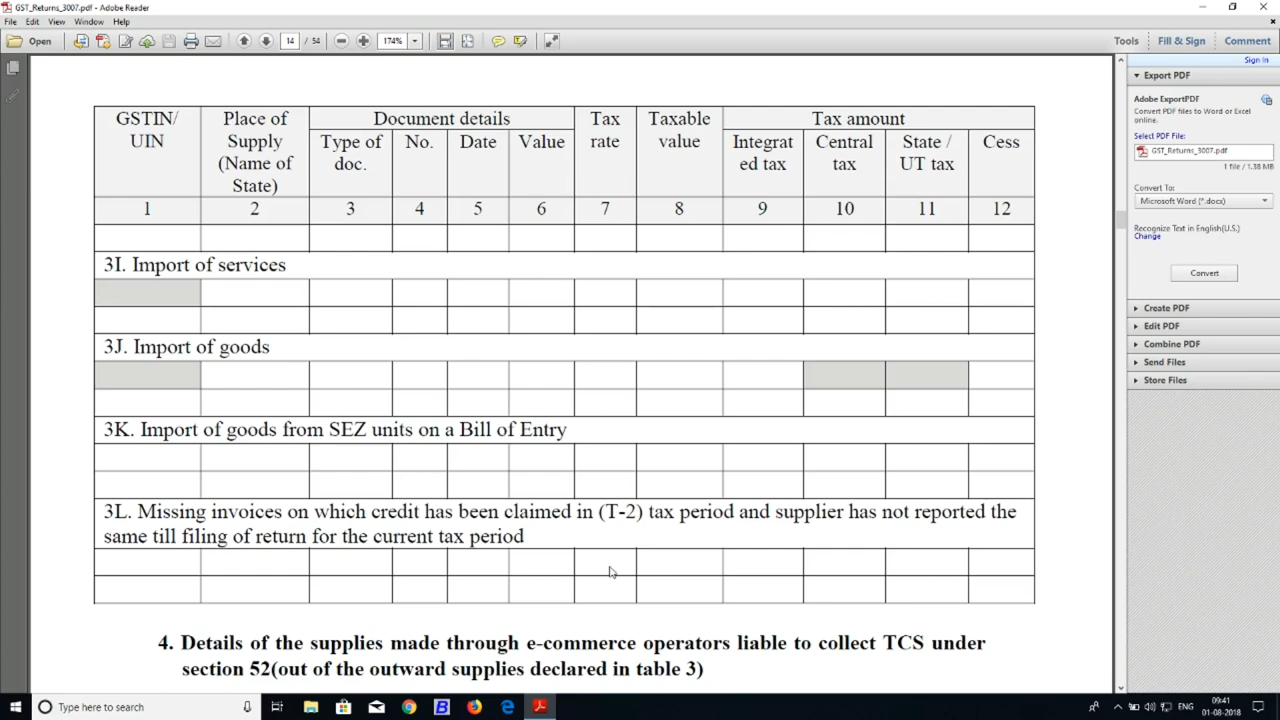 GST_Returns_3007.pdf - Adobe Reader
File Edit View Window Help
Open 14 / 54 174% Tools Fill & Sign Comment
Sign In
Export PDF
Adobe ExportPDF
Convert PDF files to Word or Excel
online.
Select PDF File:
GST_Returns_3007.pdf
1 file / 1.38 MB
Convert To:
Microsoft Word (*.docx)
Recognize Text in English(U.S.)
Change
Convert
Create PDF
Edit PDF
Combine PDF
Send Files
Store Files
GSTIN/
UIN
Place of
Supply
(Name of
State)
Document details
Type of
doc.
No.
Date
Value
Tax
rate
Taxable
value
Tax amount
Integrat
ed tax
Central
tax
State /
UT tax
Cess
1 2 3 4 5 6 7 8 9 10 11 12
3I. Import of services
3J. Import of goods
3K. Import of goods from SEZ units on a Bill of Entry
3L. Missing invoices on which credit has been claimed in (T-2) tax period and supplier has not reported the
same till filing of return for the current tax period
4. Details of the supplies made through e-commerce operators liable to collect TCS under
section 52(out of the outward supplies declared in table 3)
Type here to search
ENG
09:41
01-08-2018